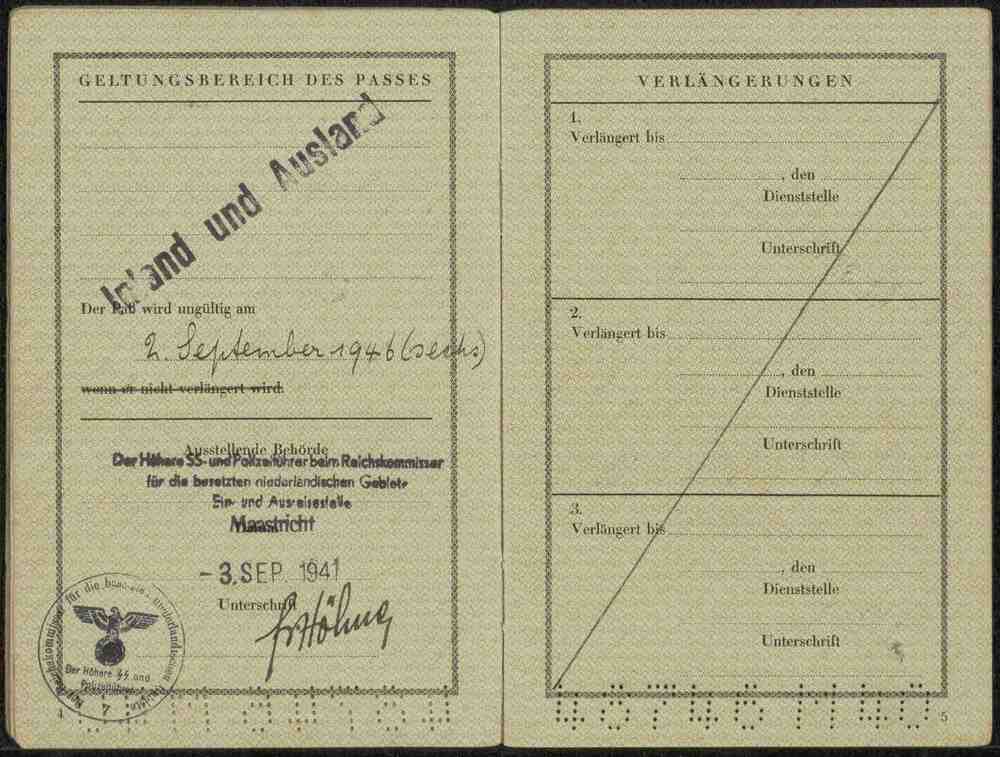 GELTUNGSBEREICH DES PASSES
Inland und Ausland
Der Paß wird ungültig am
2. September 1946 (sechs)
wenn er nicht verlängert wird.
Ausstellende Behörde
Der Höhere SS- und Polizeiführer beim Reichskommissar
für die besetzten niederländischen Gebiete
Ein- und Ausreisestelle
Maastricht
-3. SEP. 1941
Unterschrift
für die
Der Höhere SS und
7
4
VERLÄNGERUNGEN
1.
Verlängert bis
, den
Dienststelle
Unterschrift
2.
Verlängert bis
, den
Dienststelle
Unterschrift
3.
Verlängert bis
, den
Dienststelle
Unterschrift
5